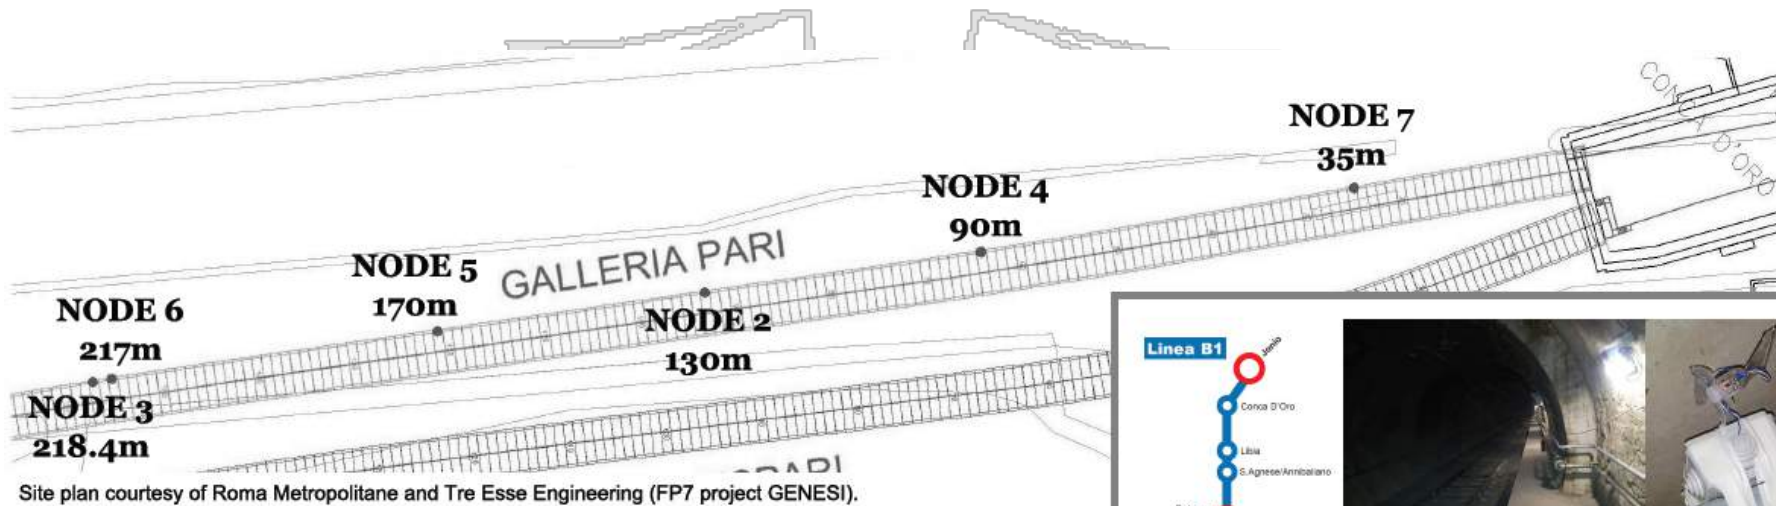 CONCA D'ORO
NODE 7
35m
NODE 4
90m
GALLERIA PARI
NODE 5
170m
NODE 2
130m
NODE 6
217m
NODE 3
218.4m
Linea B1
Jonio
Conca D'Oro
Libia
S.Agnese/Annibaliano
Site plan courtesy of Roma Metropolitane and Tre Esse Engineering (FP7 project GENESI).